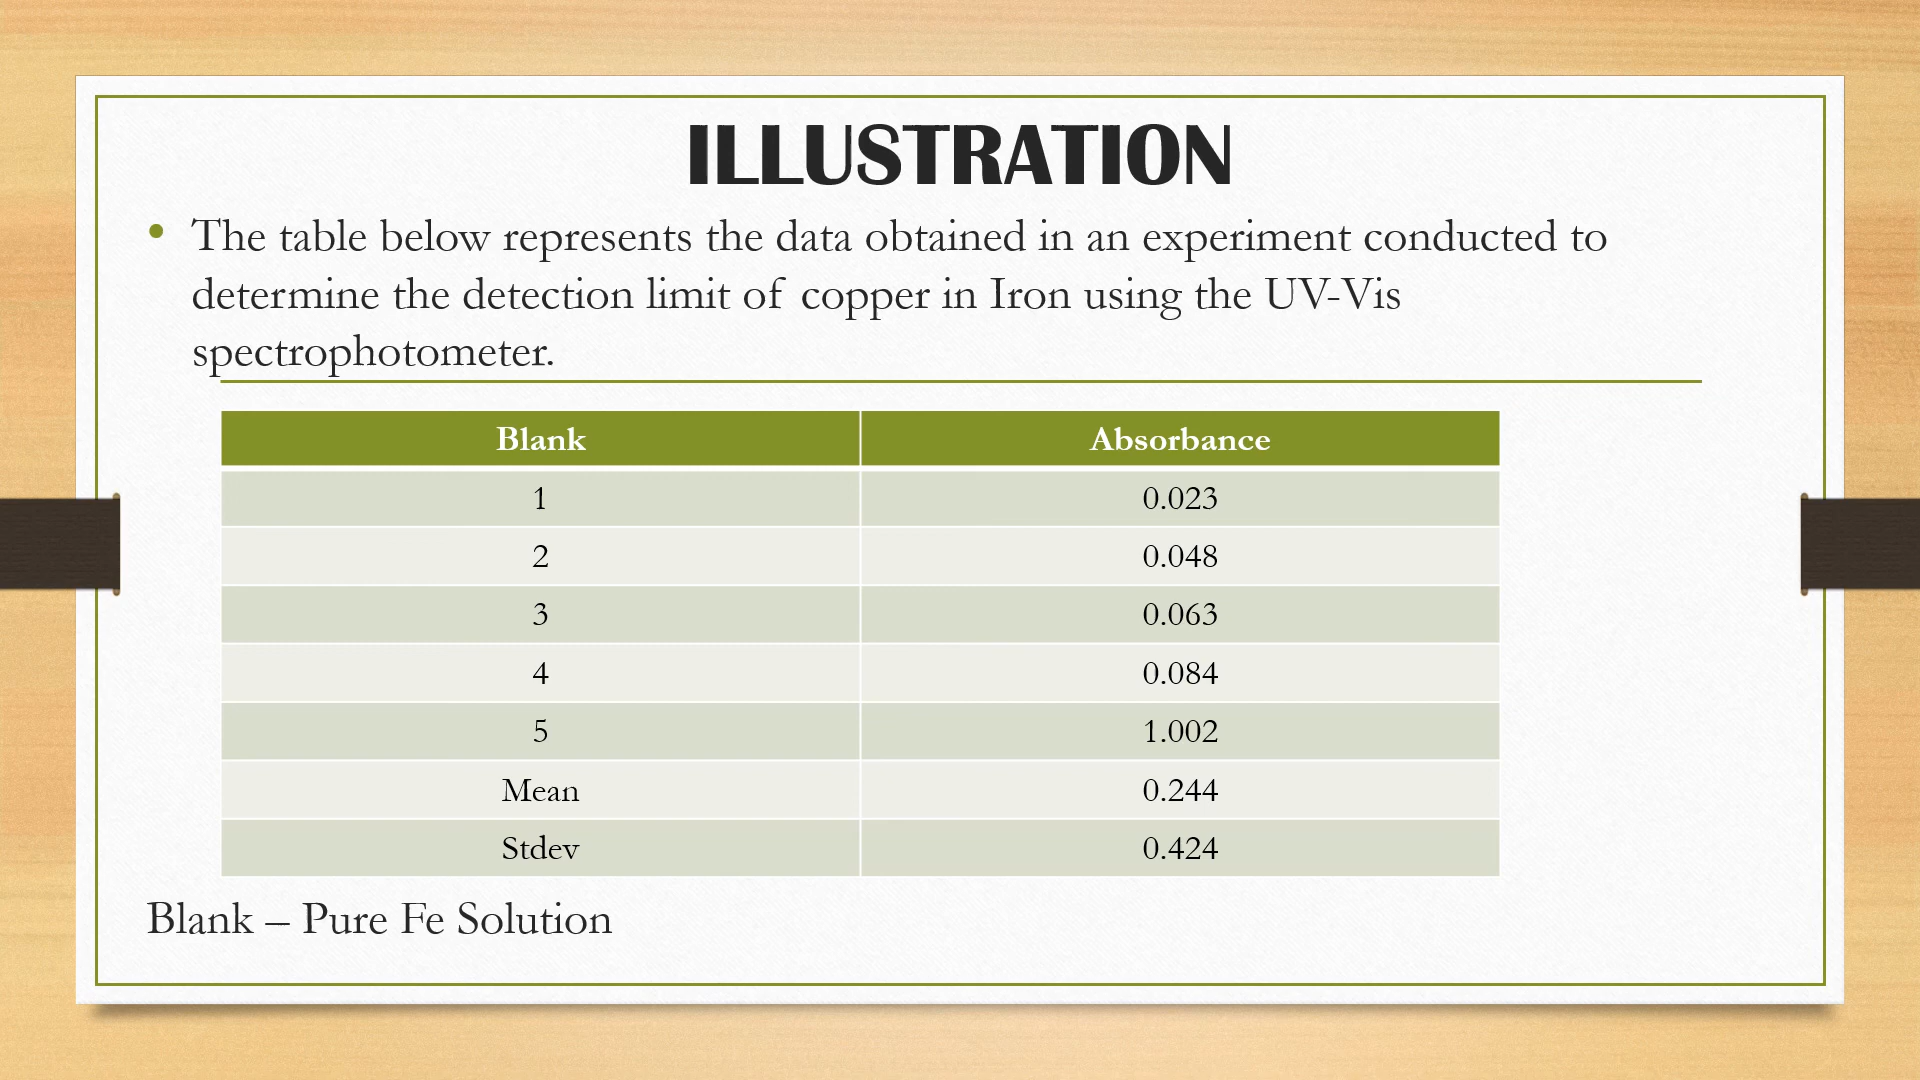 ILLUSTRATION
• The table below represents the data obtained in an experiment conducted to
determine the detection limit of copper in Iron using the UV-Vis
spectrophotometer.
Blank Absorbance
1 0.023
2 0.048
3 0.063
4 0.084
5 1.002
Mean 0.244
Stdev 0.424
Blank – Pure Fe Solution